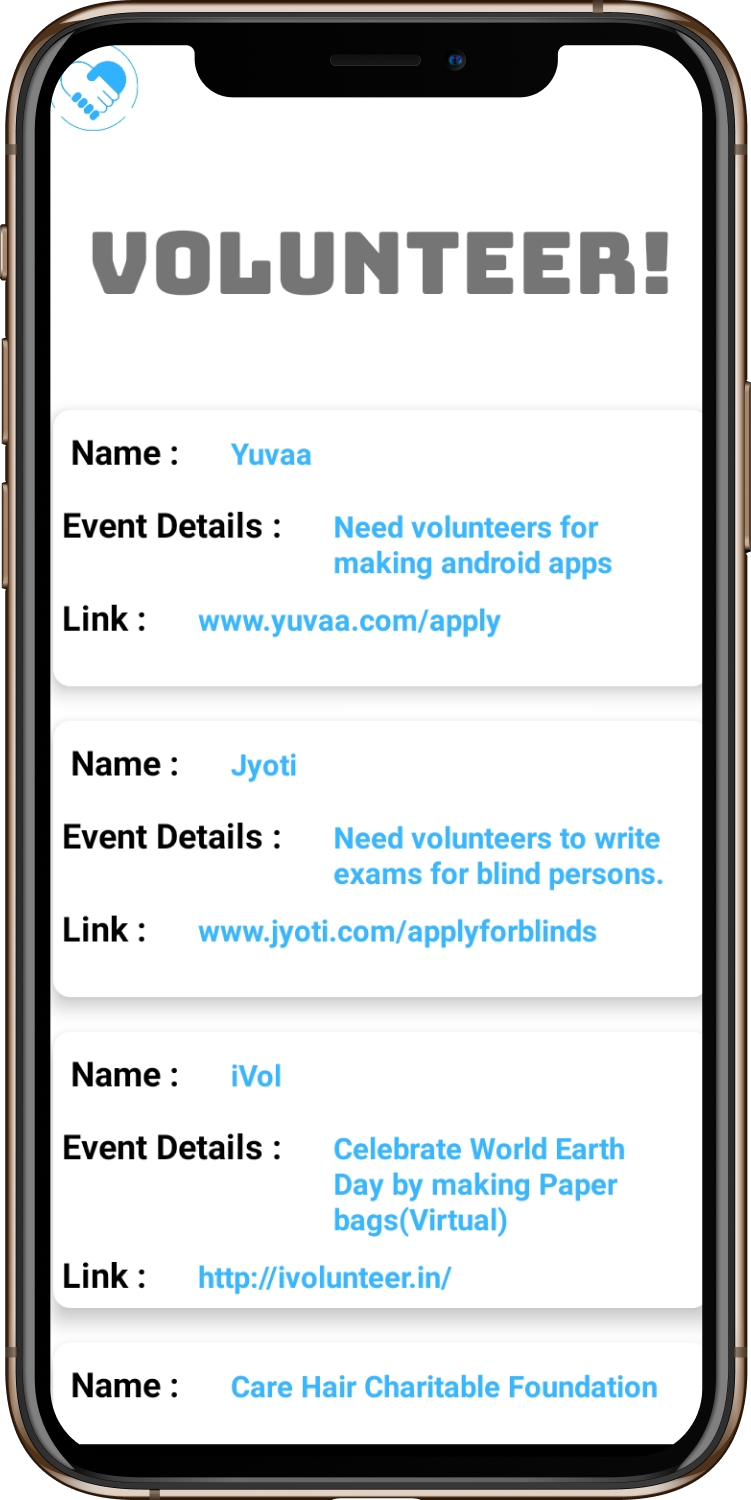 VOLUNTEER!
Name : Yuvaa
Event Details : Need volunteers for
making android apps
Link : www.yuvaa.com/apply
Name : Jyoti
Event Details : Need volunteers to write
exams for blind persons.
Link : www.jyoti.com/applyforblinds
Name : iVol
Event Details : Celebrate World Earth
Day by making Paper
bags(Virtual)
Link : http://ivolunteer.in/
Name : Care Hair Charitable Foundation